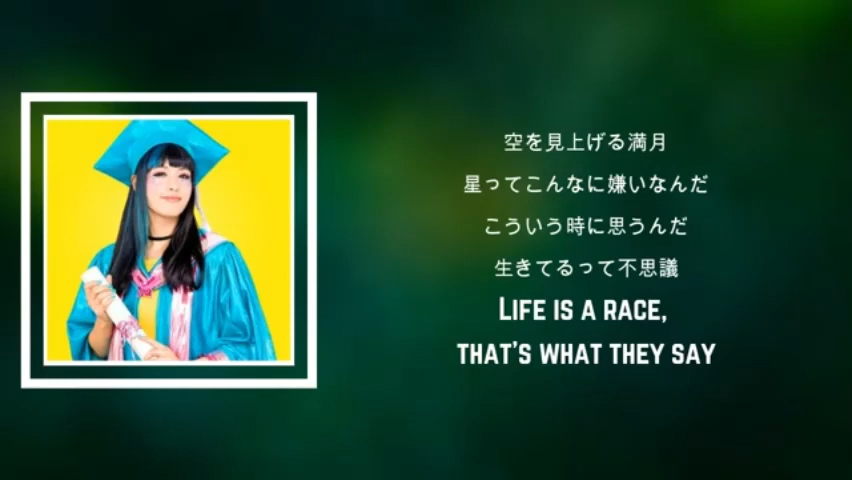 空を見上げる満月
星ってこんなに嫌いなんだ
こういう時に思うんだ
生きてるって不思議
LIFE IS A RACE,
THAT'S WHAT THEY SAY